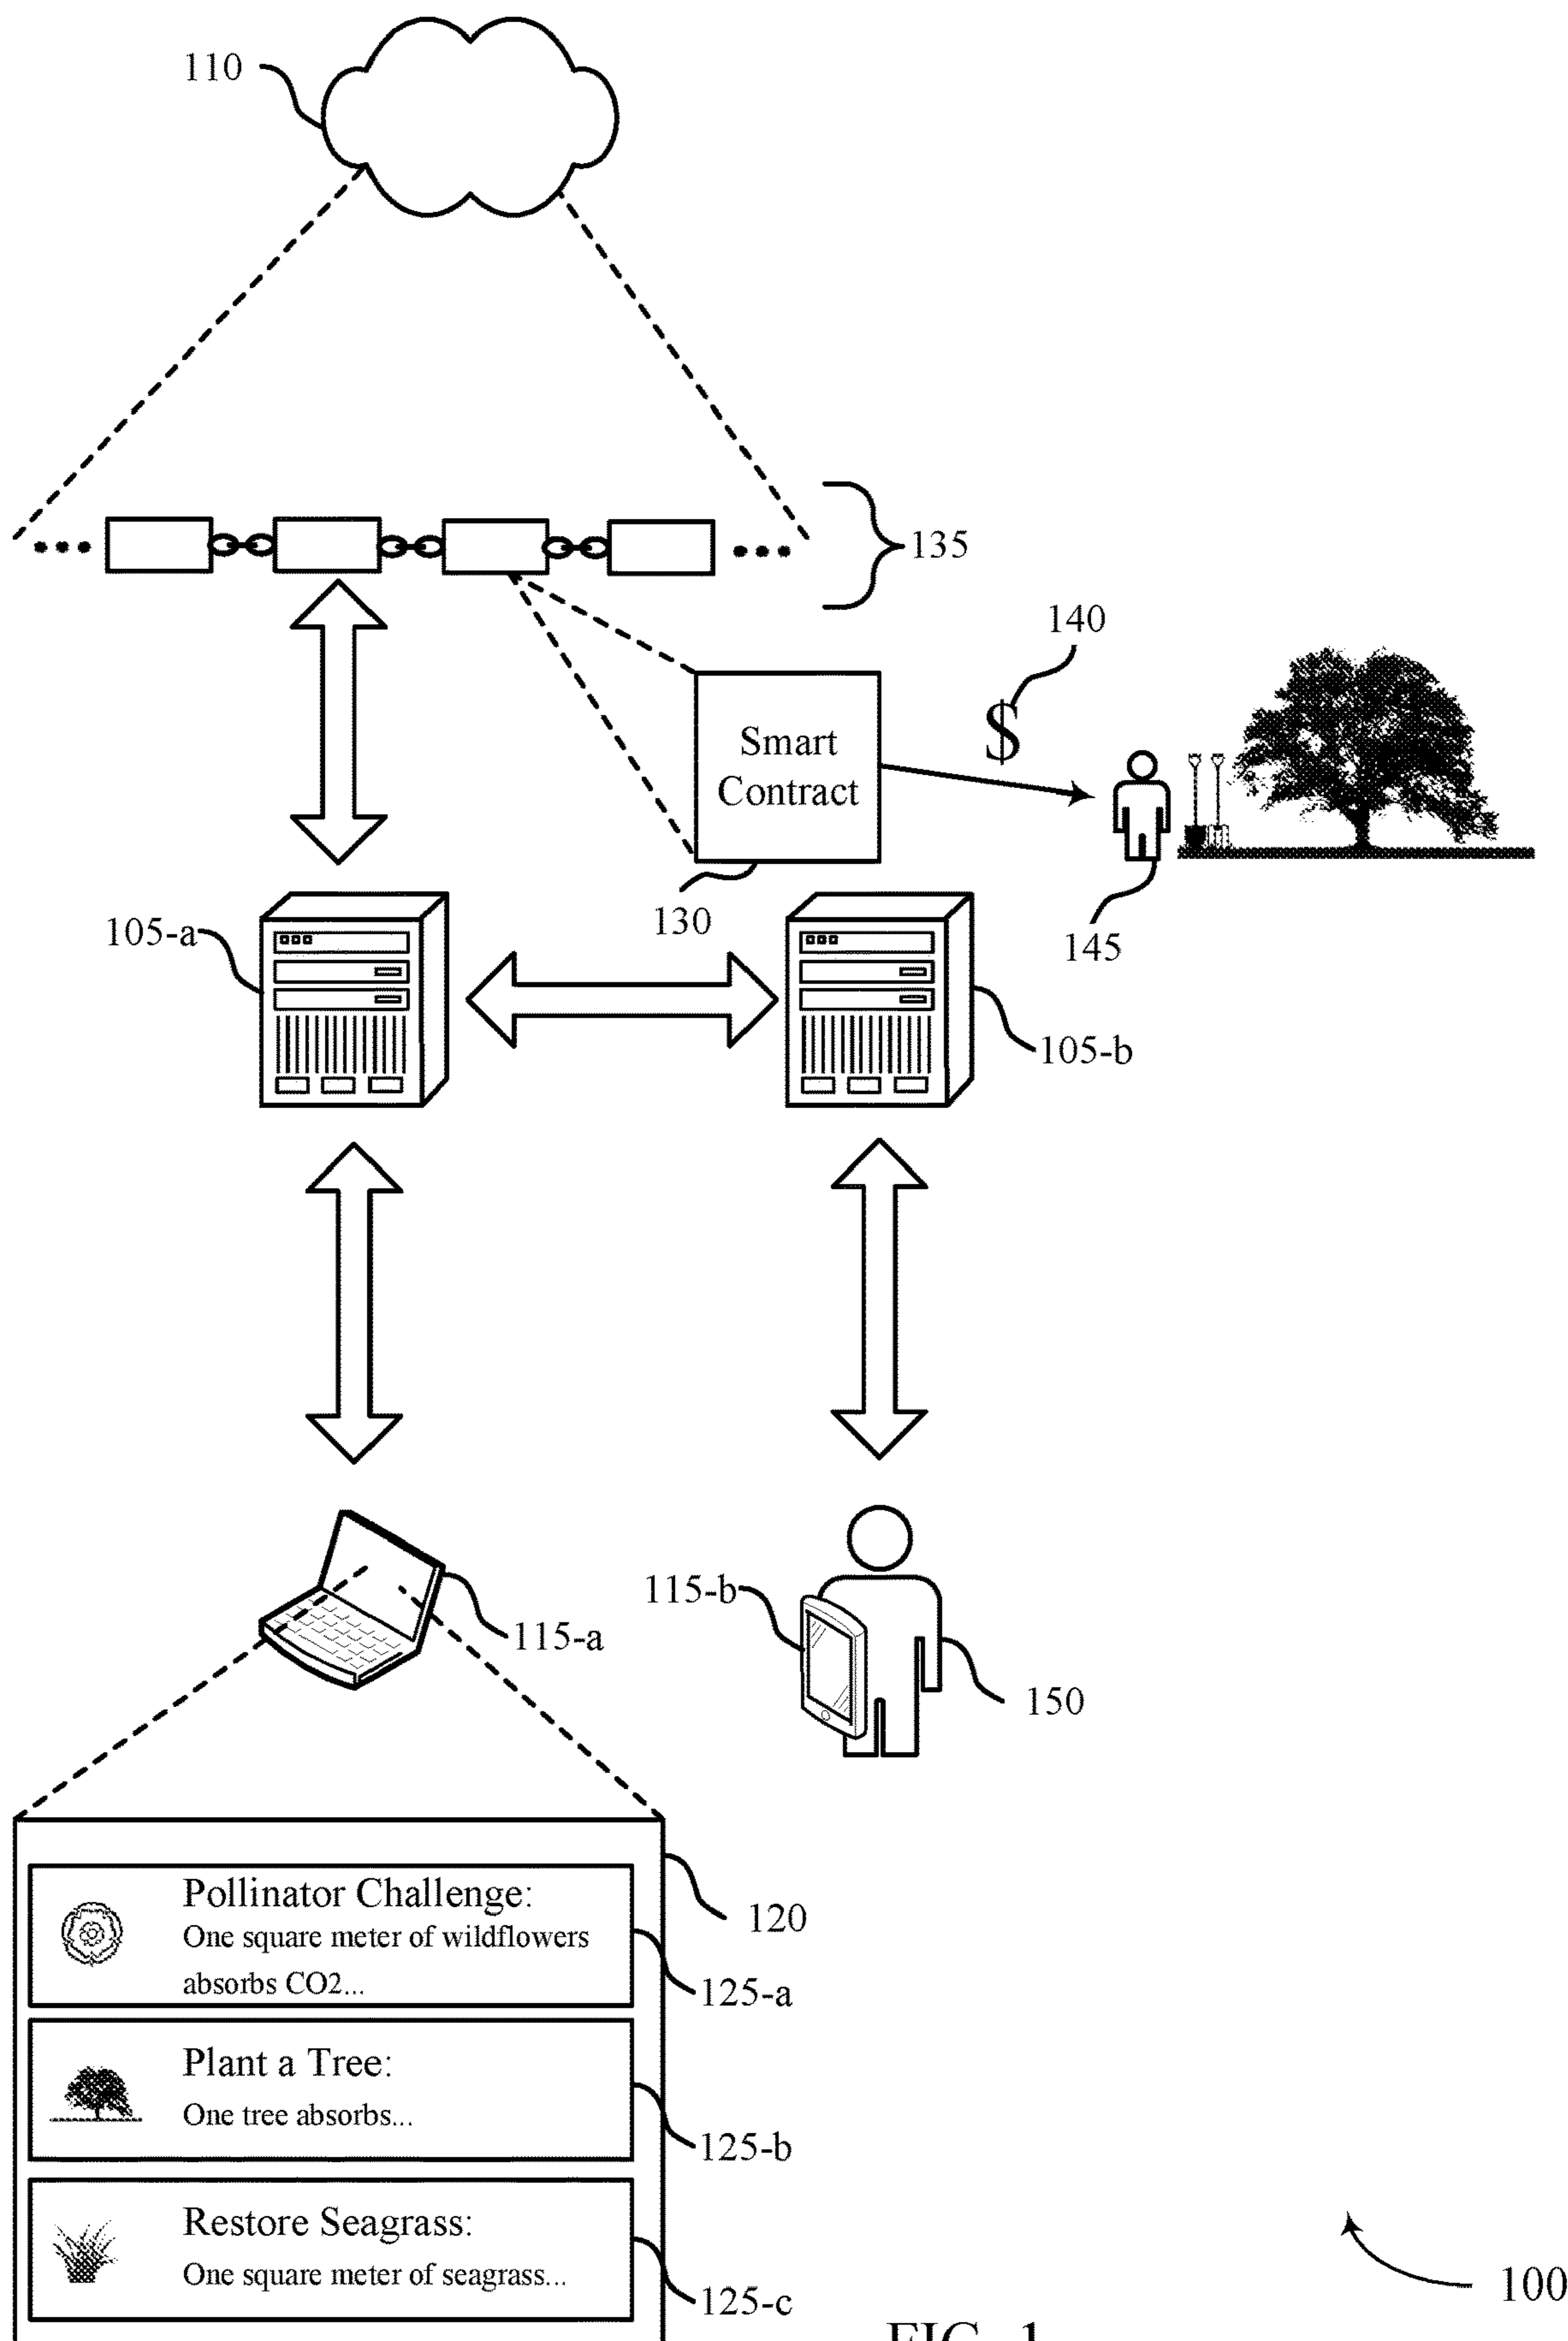 110
135
140
$
Smart
Contract
130
145
105-a
105-b
115-a
115-b
150
120
Pollinator Challenge:
One square meter of wildflowers
absorbs CO2...
125-a
Plant a Tree:
One tree absorbs...
125-b
Restore Seagrass:
One square meter of seagrass...
125-c
100
FIG. 1